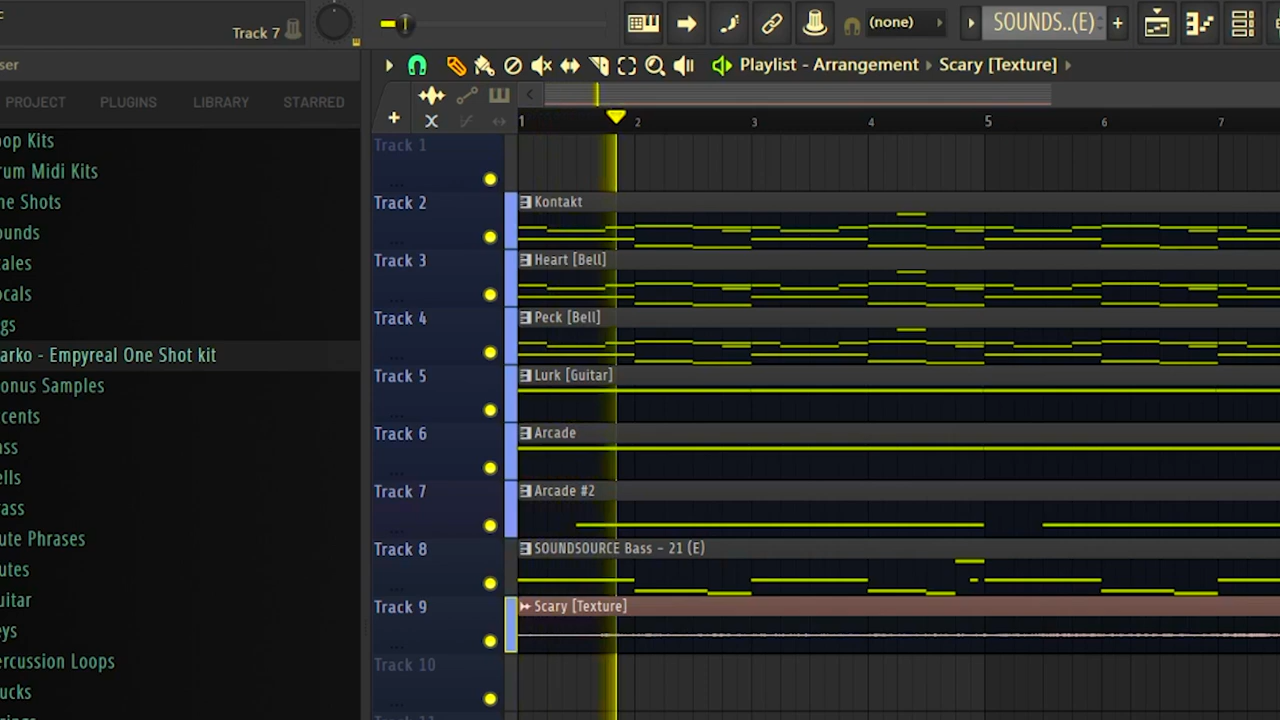 Track 7
(none)
SOUNDS..(E)
ser
Playlist - Arrangement › Scary [Texture]
PROJECT PLUGINS LIBRARY STARRED
1 2 3 4 5 6 7
oop Kits
rum Midi Kits
ne Shots
ounds
cales
ocals
gs
arko - Empyreal One Shot kit
onus Samples
ccents
ass
ells
rass
ute Phrases
utes
uitar
eys
ercussion Loops
ucks
Track 1
Track 2 Kontakt
Track 3 Heart [Bell]
Track 4 Peck [Bell]
Track 5 Lurk [Guitar]
Track 6 Arcade
Track 7 Arcade #2
Track 8 SOUNDSOURCE Bass - 21 (E)
Track 9 Scary [Texture]
Track 10